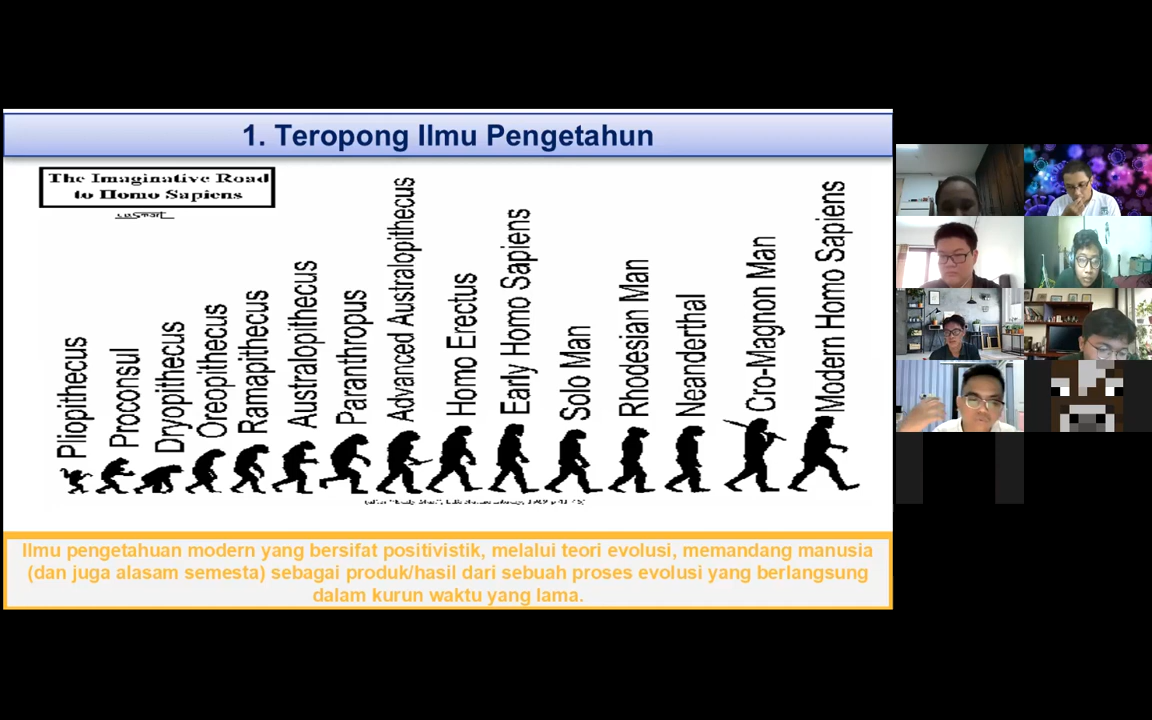 1. Teropong Ilmu Pengetahun
The Imaginative Road
to Homo Sapiens
Pliopithecus
Proconsul
Dryopithecus
Oreopithecus
Ramapithecus
Australopithecus
Paranthropus
Advanced Australopithecus
Homo Erectus
Early Homo Sapiens
Solo Man
Rhodesian Man
Neanderthal
Cro-Magnon Man
Modern Homo Sapiens
Ilmu pengetahuan modern yang bersifat positivistik, melalui teori evolusi, memandang manusia
(dan juga alasam semesta) sebagai produk/hasil dari sebuah proses evolusi yang berlangsung
dalam kurun waktu yang lama.